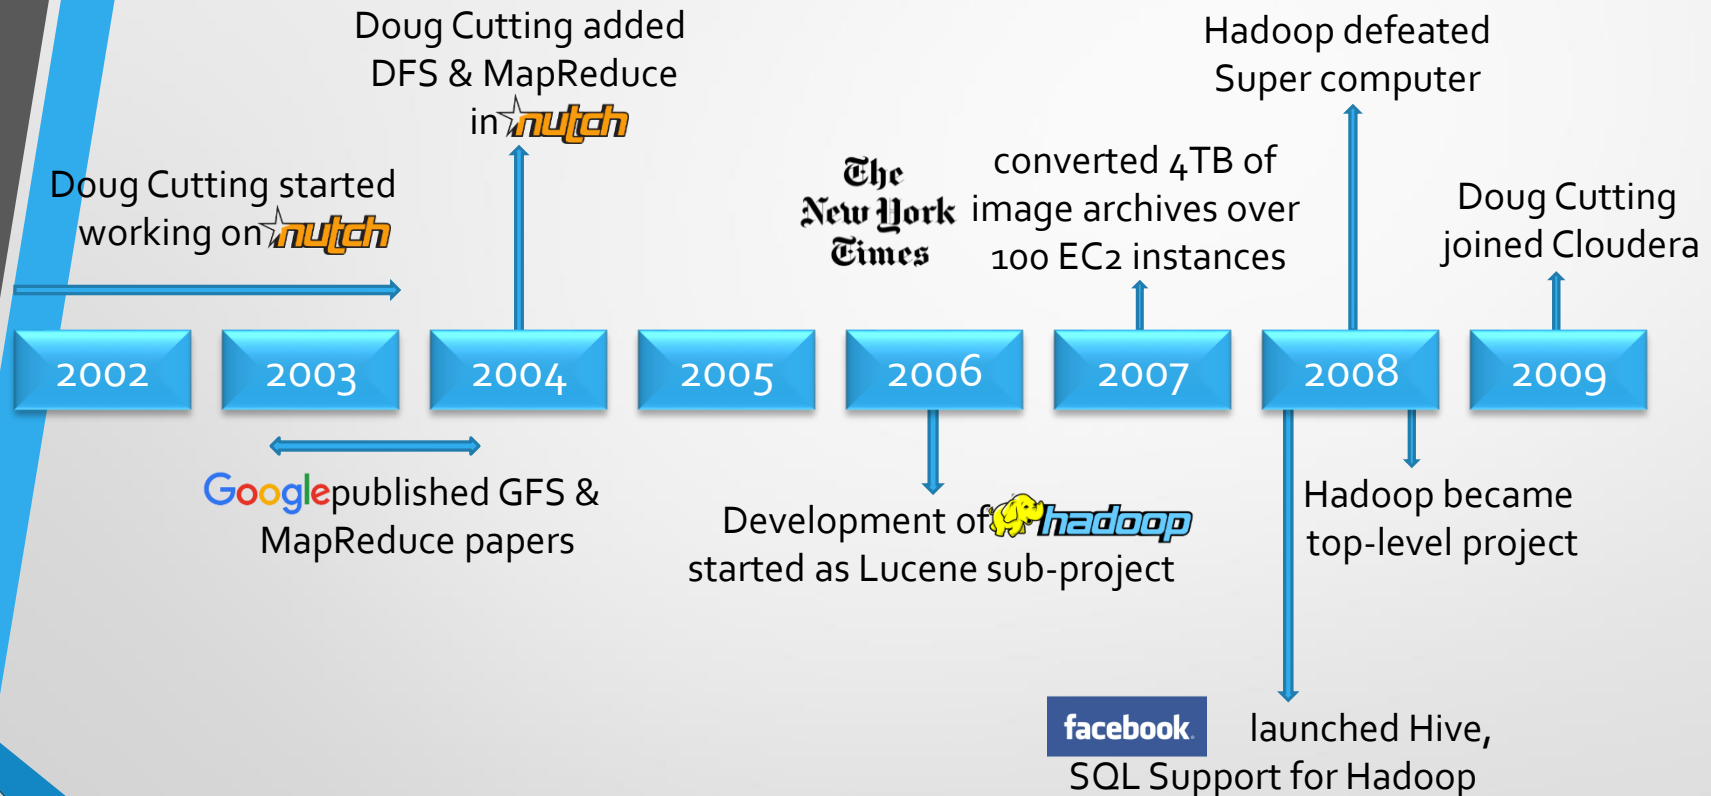 Doug Cutting added
DFS & MapReduce
in nutch
Hadoop defeated
Super computer
Doug Cutting started
working on nutch
The
New York
Times
converted 4TB of
image archives over
100 EC2 instances
Doug Cutting
joined Cloudera
2002 2003 2004 2005 2006 2007 2008 2009
Google published GFS &
MapReduce papers
Development of hadoop
started as Lucene sub-project
Hadoop became
top-level project
facebook. launched Hive,
SQL Support for Hadoop